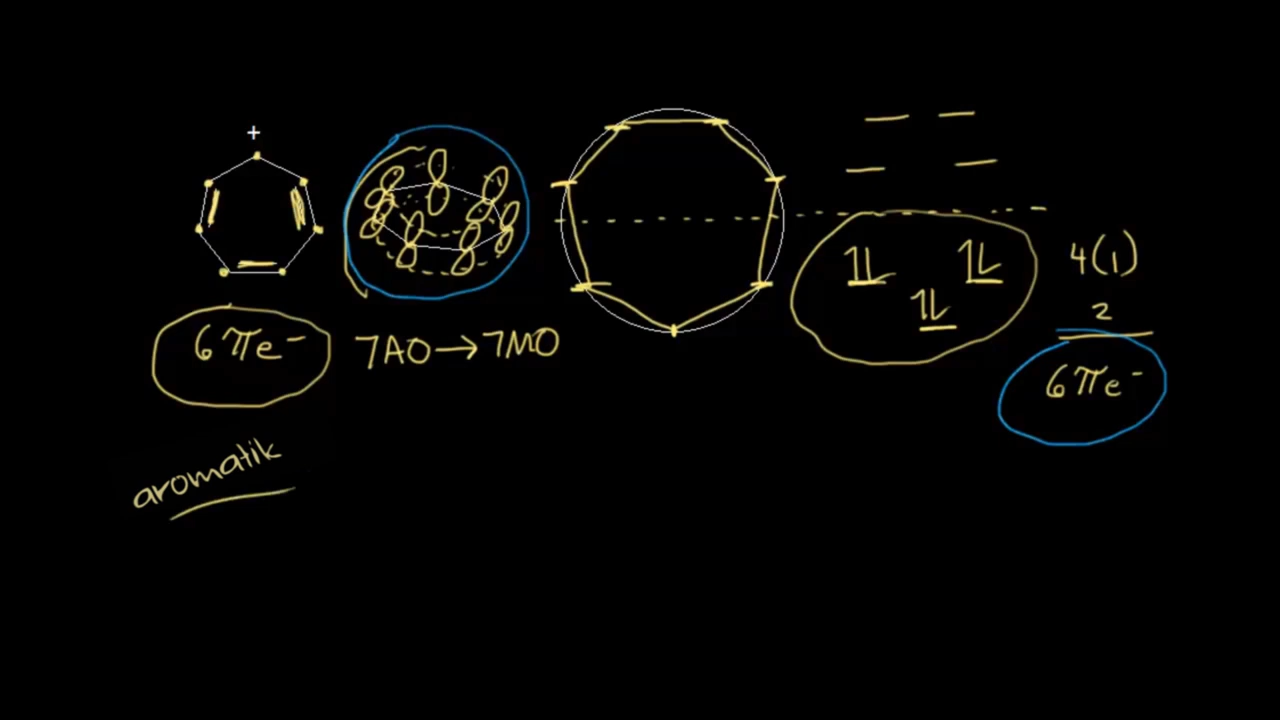 +
6πe⁻
7AO→7MO
4(1)
2
6πe⁻
aromatik